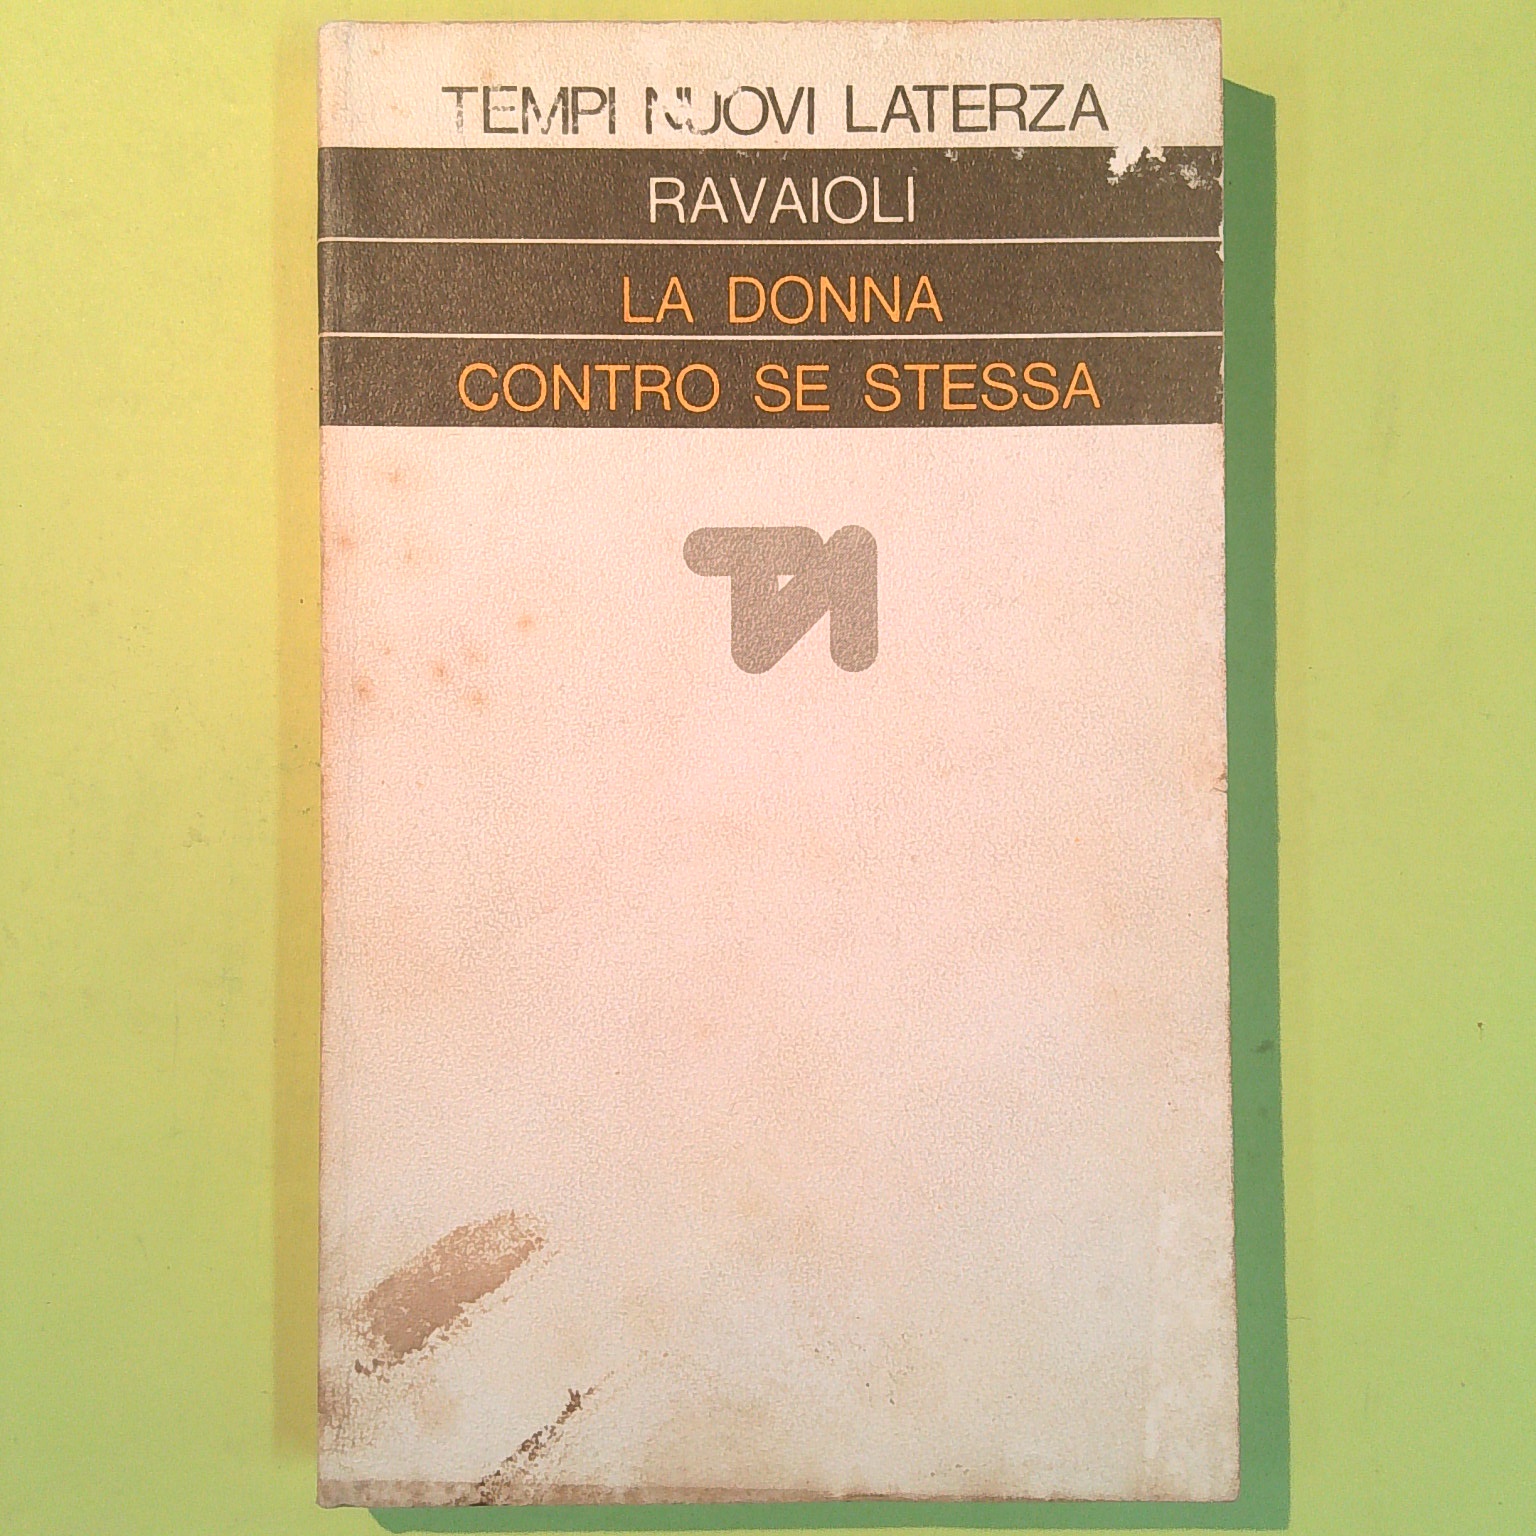 TEMPI NUOVI LATERZA
RAVAIOLI
LA DONNA
CONTRO SE STESSA